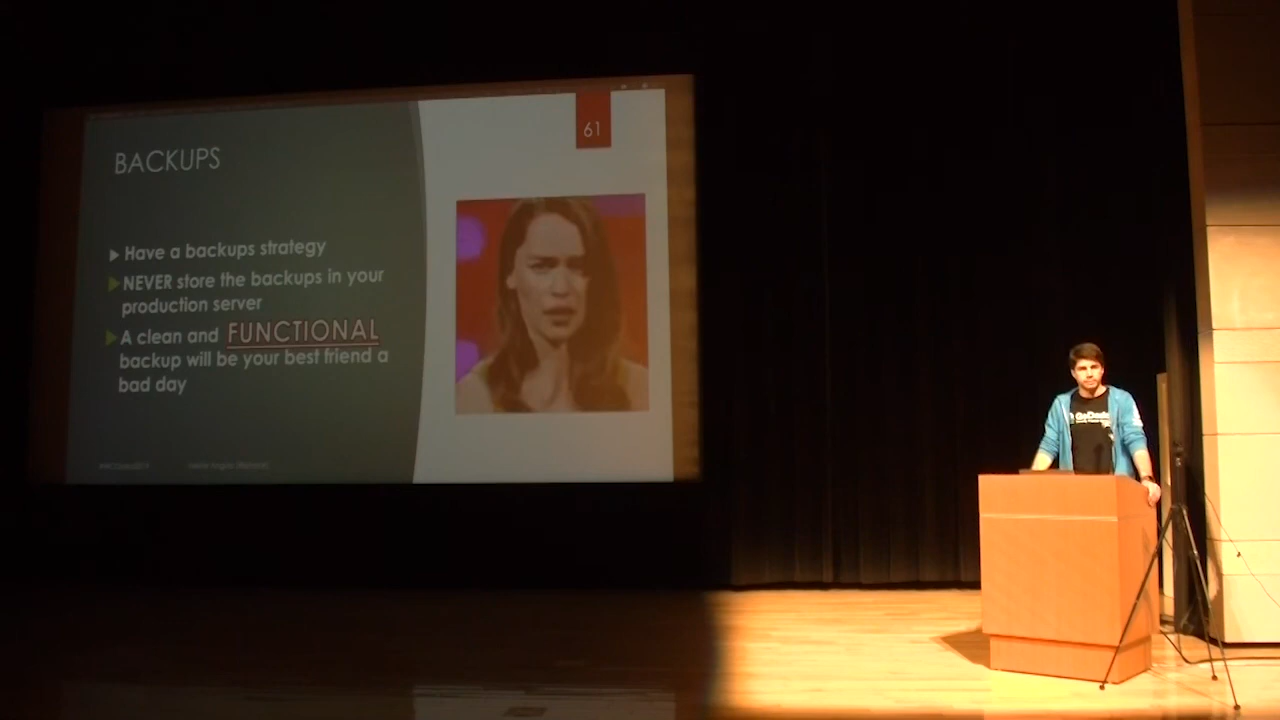 61
BACKUPS
Have a backups strategy
NEVER store the backups in your
production server
A clean and FUNCTIONAL
backup will be your best friend a
bad day